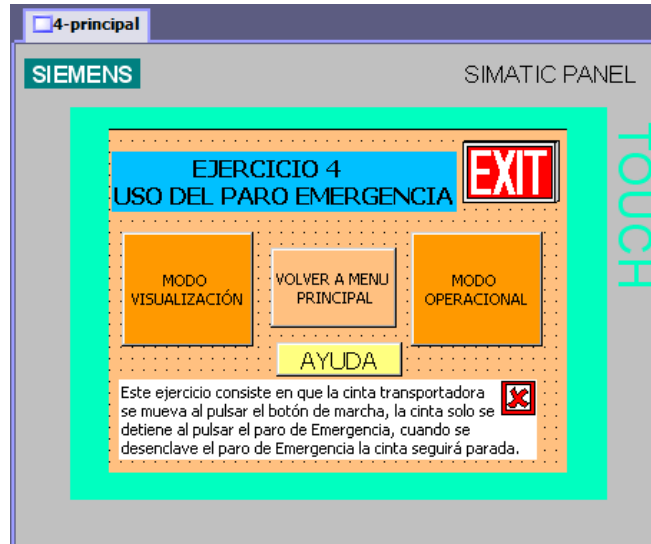 4-principal
SIEMENS
SIMATIC PANEL
TOUCH
EJERCICIO 4
USO DEL PARO EMERGENCIA
EXIT
MODO
VISUALIZACIÓN
VOLVER A MENU
PRINCIPAL
MODO
OPERACIONAL
AYUDA
Este ejercicio consiste en que la cinta transportadora
se mueva al pulsar el botón de marcha, la cinta solo se
detiene al pulsar el paro de Emergencia, cuando se
desenclave el paro de Emergencia la cinta seguirá parada.